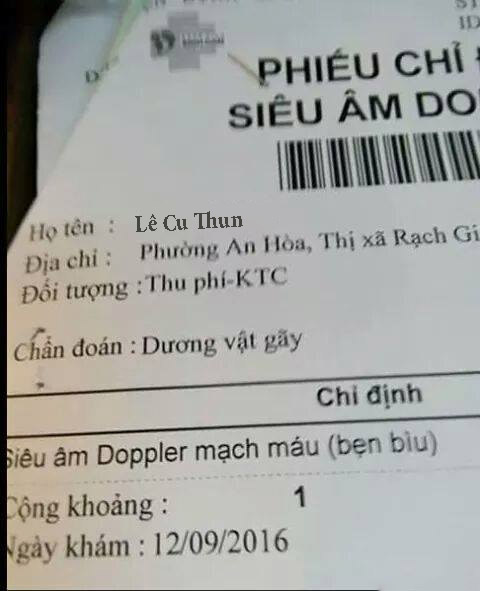 ID
PHIẾU CHỈ
SIÊU ÂM DO
Họ tên : Lê Cu Thun
Địa chỉ : Phường An Hòa, Thị xã Rạch Gi
Đối tượng :Thu phí-KTC
Chẩn đoán : Dương vật gãy
Chỉ định
Siêu âm Doppler mạch máu (bẹn bìu)
Cộng khoảng : 1
Ngày khám : 12/09/2016